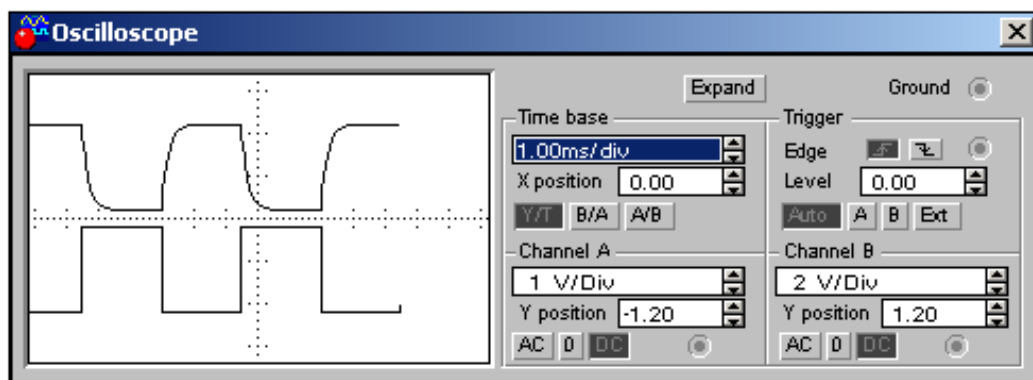 Oscilloscope
Expand
Ground
Time base
1.00ms/div
X position 0.00
Y/T B/A A/B
Trigger
Edge
Level 0.00
Auto A B Ext
Channel A
1 V/Div
Y position -1.20
AC 0 DC
Channel B
2 V/Div
Y position 1.20
AC 0 DC